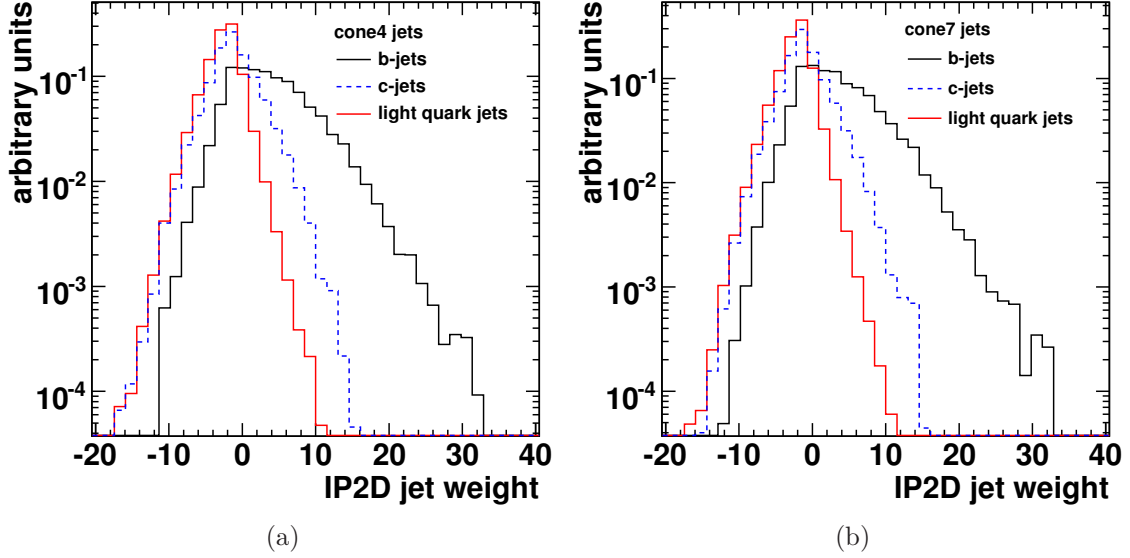 arbitrary units
cone4 jets
b-jets
c-jets
light quark jets
10^-1
10^-2
10^-3
10^-4
-20 -10 0 10 20 30 40
IP2D jet weight
(a)
arbitrary units
cone7 jets
b-jets
c-jets
light quark jets
10^-1
10^-2
10^-3
10^-4
-20 -10 0 10 20 30 40
IP2D jet weight
(b)